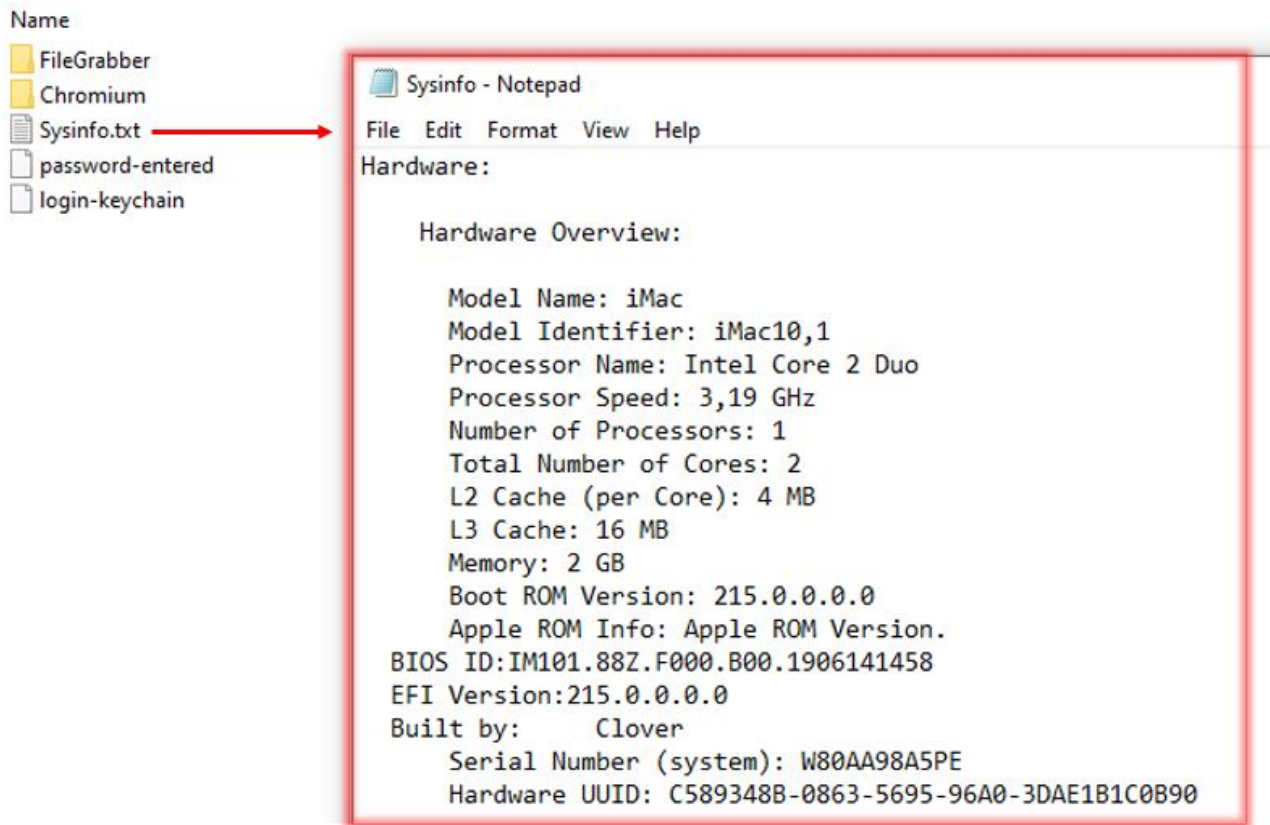 Name
FileGrabber
Chromium
Sysinfo.txt
password-entered
login-keychain
Sysinfo - Notepad
File Edit Format View Help
Hardware:
Hardware Overview:
Model Name: iMac
Model Identifier: iMac10,1
Processor Name: Intel Core 2 Duo
Processor Speed: 3,19 GHz
Number of Processors: 1
Total Number of Cores: 2
L2 Cache (per Core): 4 MB
L3 Cache: 16 MB
Memory: 2 GB
Boot ROM Version: 215.0.0.0.0
Apple ROM Info: Apple ROM Version.
BIOS ID:IM101.88Z.F000.B00.1906141458
EFI Version:215.0.0.0.0
Built by: Clover
Serial Number (system): W80AA98A5PE
Hardware UUID: C589348B-0863-5695-96A0-3DAE1B1C0B90